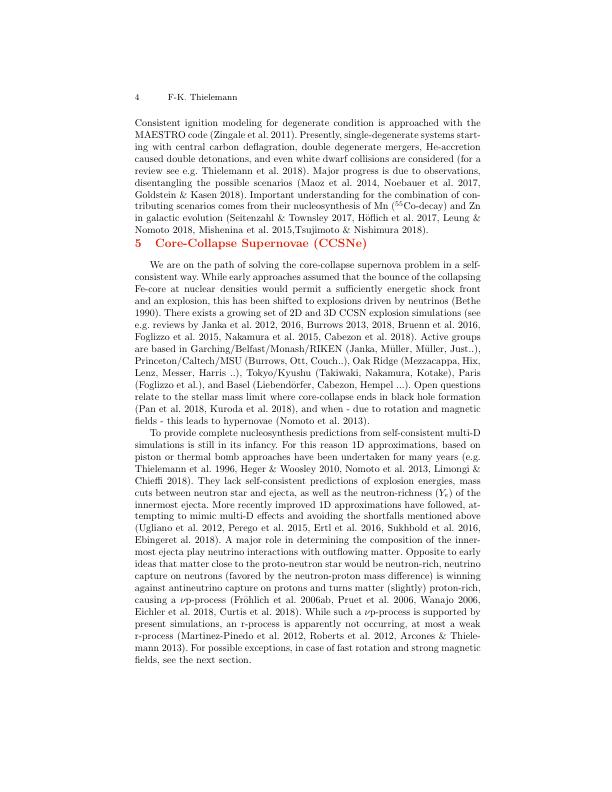 4 F-K. Thielemann
Consistent ignition modeling for degenerate condition is approached with the
MAESTRO code (Zingale et al. 2011). Presently, single-degenerate systems start-
ing with central carbon deflagration, double degenerate mergers, He-accretion
caused double detonations, and even white dwarf collisions are considered (for a
review see e.g. Thielemann et al. 2018). Major progress is due to observations,
disentangling the possible scenarios (Maoz et al. 2014, Noebauer et al. 2017,
Goldstein & Kasen 2018). Important understanding for the combination of con-
tributing scenarios comes from their nucleosynthesis of Mn (⁵⁵Co-decay) and Zn
in galactic evolution (Seitenzahl & Townsley 2017, Höflich et al. 2017, Leung &
Nomoto 2018, Mishenina et al. 2015,Tsujimoto & Nishimura 2018).
5 Core-Collapse Supernovae (CCSNe)
We are on the path of solving the core-collapse supernova problem in a self-
consistent way. While early approaches assumed that the bounce of the collapsing
Fe-core at nuclear densities would permit a sufficiently energetic shock front
and an explosion, this has been shifted to explosions driven by neutrinos (Bethe
1990). There exists a growing set of 2D and 3D CCSN explosion simulations (see
e.g. reviews by Janka et al. 2012, 2016, Burrows 2013, 2018, Bruenn et al. 2016,
Foglizzo et al. 2015, Nakamura et al. 2015, Cabezon et al. 2018). Active groups
are based in Garching/Belfast/Monash/RIKEN (Janka, Müller, Müller, Just..),
Princeton/Caltech/MSU (Burrows, Ott, Couch..), Oak Ridge (Mezzacappa, Hix,
Lenz, Messer, Harris ..), Tokyo/Kyushu (Takiwaki, Nakamura, Kotake), Paris
(Foglizzo et al.), and Basel (Liebendörfer, Cabezon, Hempel ...). Open questions
relate to the stellar mass limit where core-collapse ends in black hole formation
(Pan et al. 2018, Kuroda et al. 2018), and when - due to rotation and magnetic
fields - this leads to hypernovae (Nomoto et al. 2013).
To provide complete nucleosynthesis predictions from self-consistent multi-D
simulations is still in its infancy. For this reason 1D approximations, based on
piston or thermal bomb approaches have been undertaken for many years (e.g.
Thielemann et al. 1996, Heger & Woosley 2010, Nomoto et al. 2013, Limongi &
Chieffi 2018). They lack self-consistent predictions of explosion energies, mass
cuts between neutron star and ejecta, as well as the neutron-richness (Yₑ) of the
innermost ejecta. More recently improved 1D approximations have followed, at-
tempting to mimic multi-D effects and avoiding the shortfalls mentioned above
(Ugliano et al. 2012, Perego et al. 2015, Ertl et al. 2016, Sukhbold et al. 2016,
Ebingeret al. 2018). A major role in determining the composition of the inner-
most ejecta play neutrino interactions with outflowing matter. Opposite to early
ideas that matter close to the proto-neutron star would be neutron-rich, neutrino
capture on neutrons (favored by the neutron-proton mass difference) is winning
against antineutrino capture on protons and turns matter (slightly) proton-rich,
causing a νp-process (Fröhlich et al. 2006ab, Pruet et al. 2006, Wanajo 2006,
Eichler et al. 2018, Curtis et al. 2018). While such a νp-process is supported by
present simulations, an r-process is apparently not occurring, at most a weak
r-process (Martinez-Pinedo et al. 2012, Roberts et al. 2012, Arcones & Thiele-
mann 2013). For possible exceptions, in case of fast rotation and strong magnetic
fields, see the next section.